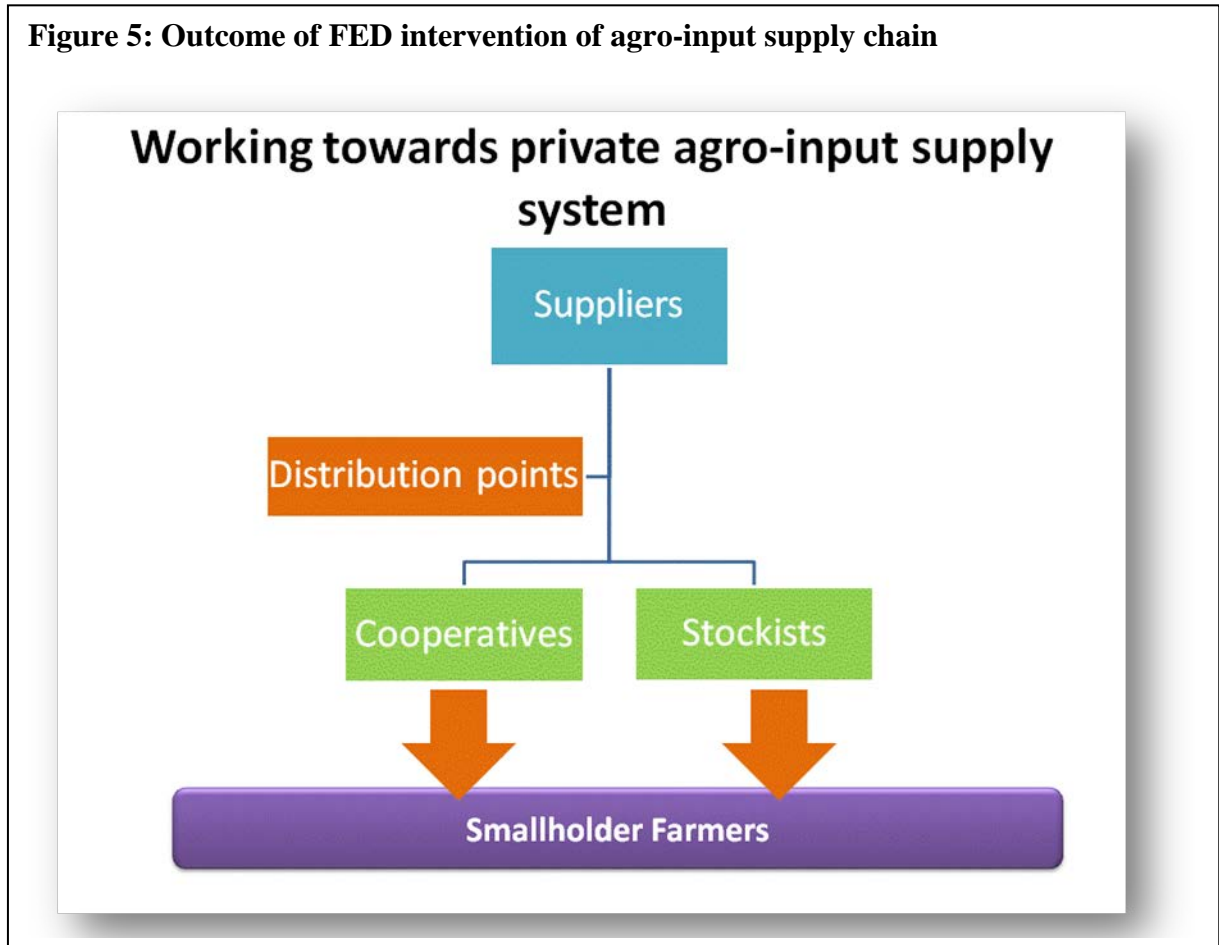 Figure 5: Outcome of FED intervention of agro-input supply chain
Working towards private agro-input supply
system
Suppliers
Distribution points
Cooperatives
Stockists
Smallholder Farmers